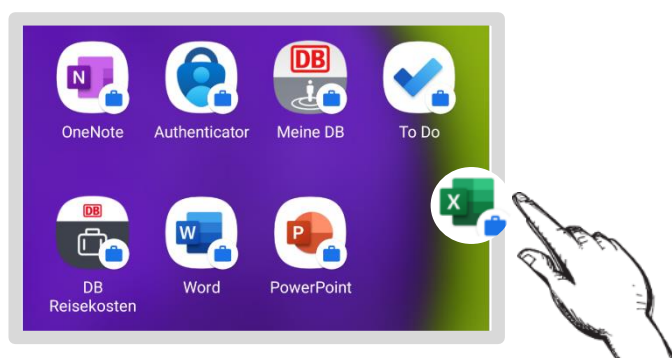 N
DB
OneNote
Authenticator
Meine DB
To Do
DB
W
P
X
DB
Reisekosten
Word
PowerPoint